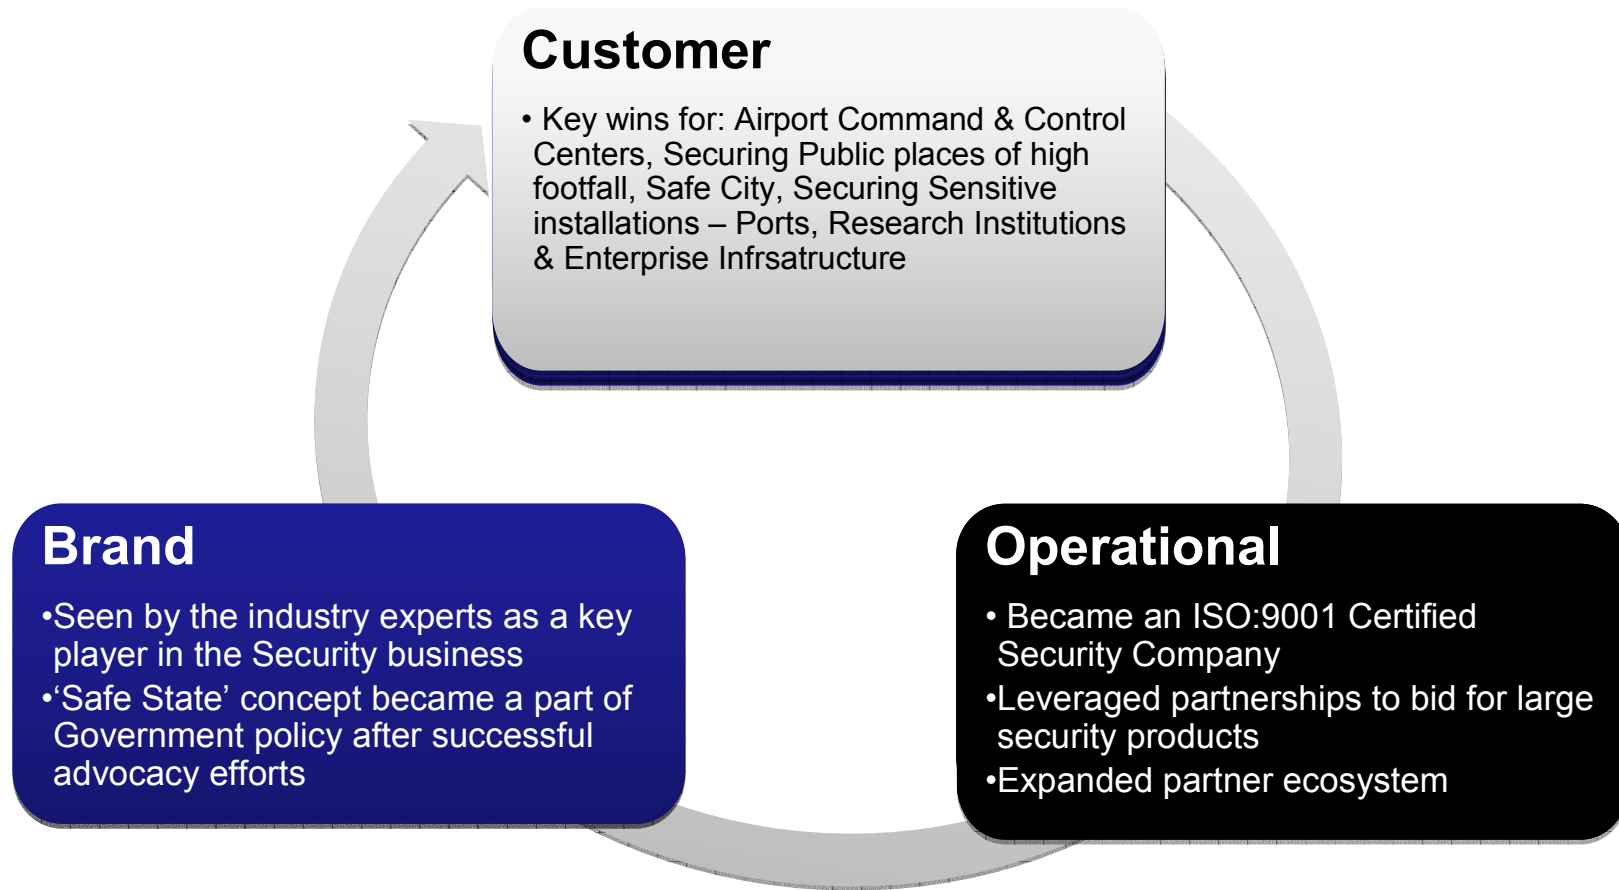 Customer
• Key wins for: Airport Command & Control
Centers, Securing Public places of high
footfall, Safe City, Securing Sensitive
installations – Ports, Research Institutions
& Enterprise Infrsatructure
Brand
•Seen by the industry experts as a key
player in the Security business
•‘Safe State’ concept became a part of
Government policy after successful
advocacy efforts
Operational
• Became an ISO:9001 Certified
Security Company
•Leveraged partnerships to bid for large
security products
•Expanded partner ecosystem